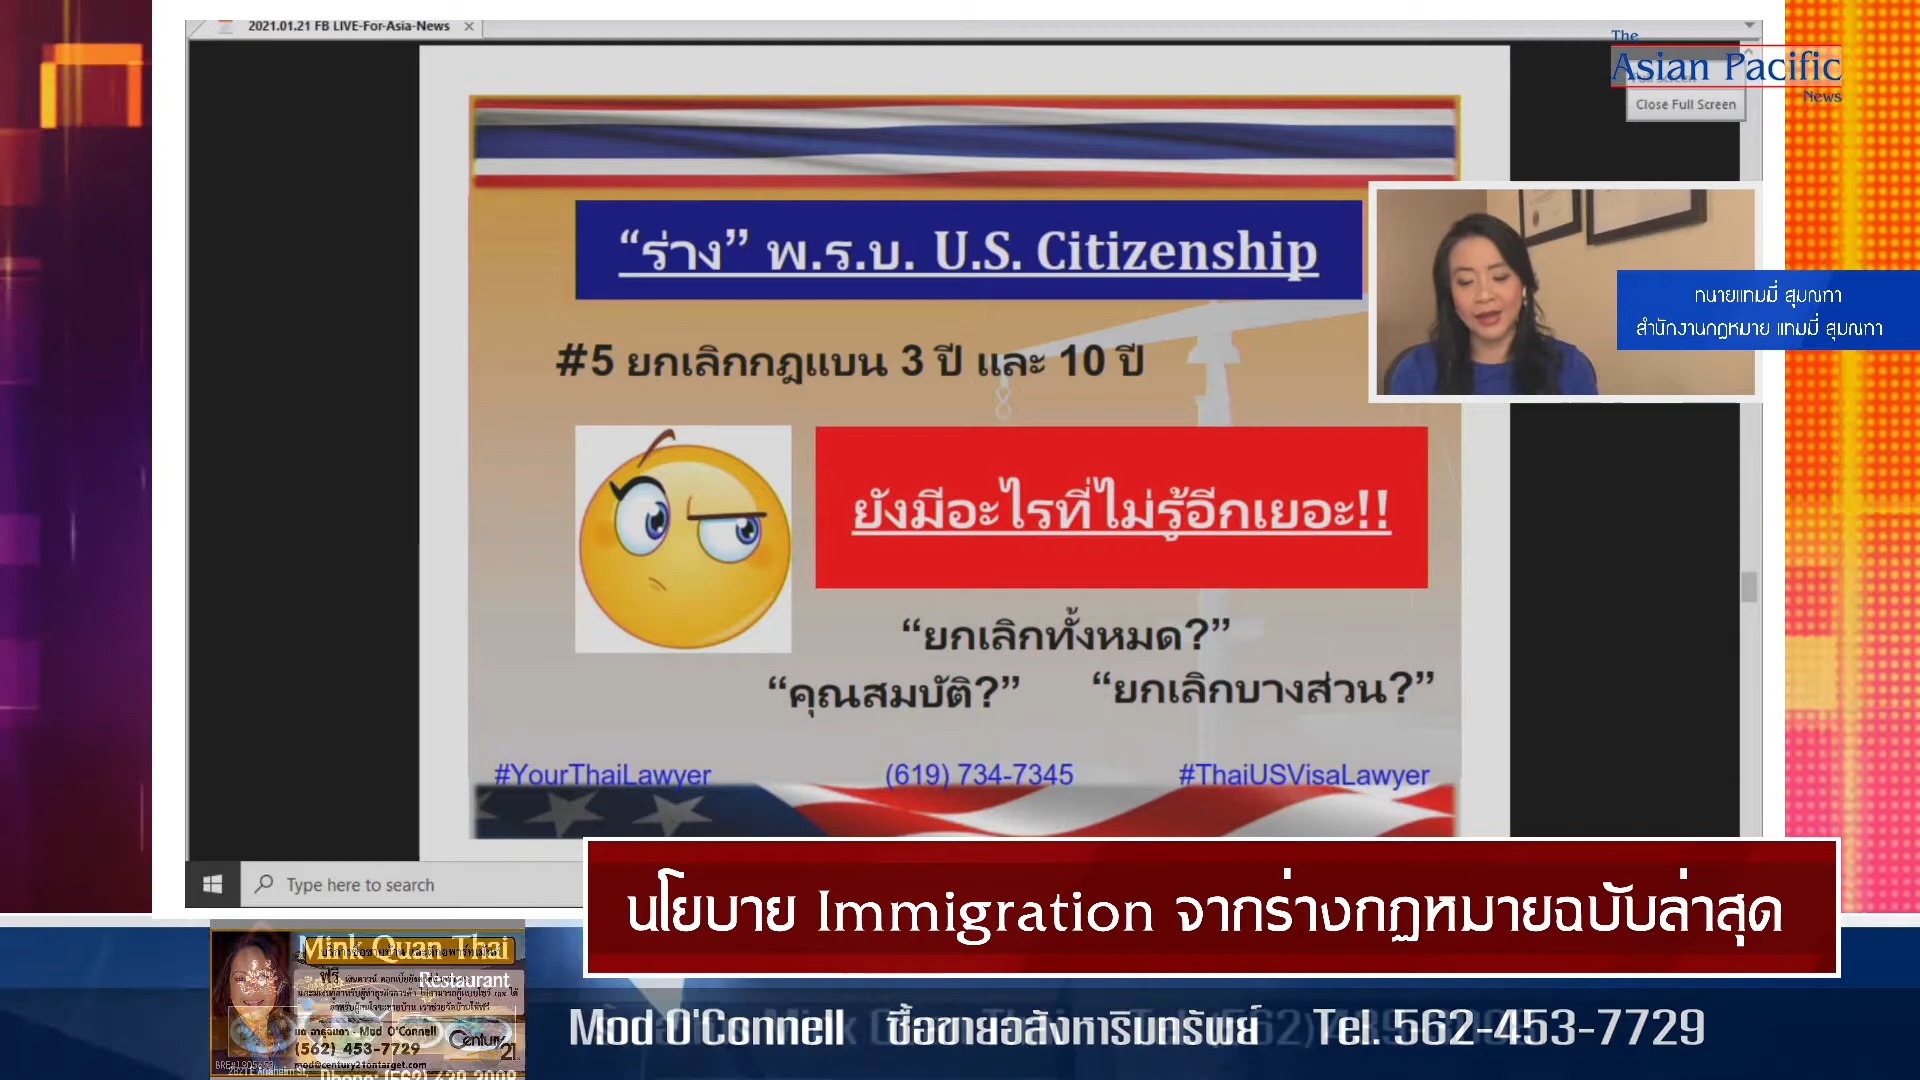 2021.01.21 FB LIVE-For-Asia-News
The
Asian Pacific
News
Close Full Screen
“ร่าง” พ.ร.บ. U.S. Citizenship
ทนายแทมมี่ สุมณฑา
สำนักงานกฎหมาย แทมมี่ สุมณฑา
#5 ยกเลิกกฎแบน 3 ปี และ 10 ปี
ยังมีอะไรที่ไม่รู้อีกเยอะ!!
“ยกเลิกทั้งหมด?”
“คุณสมบัติ?” “ยกเลิกบางส่วน?”
#YourThaiLawyer (619) 734-7345 #ThaiUSVisaLawyer
Type here to search
นโยบาย Immigration จากร่างกฎหมายฉบับล่าสุด
Mink Quan Thai
Restaurant
Mod O'Connell
(562) 453-7729
Century 21
mod@century21ontarget.com
Mod O'Connell ซื้อขายอสังหาริมทรัพย์ Tel. 562-453-7729